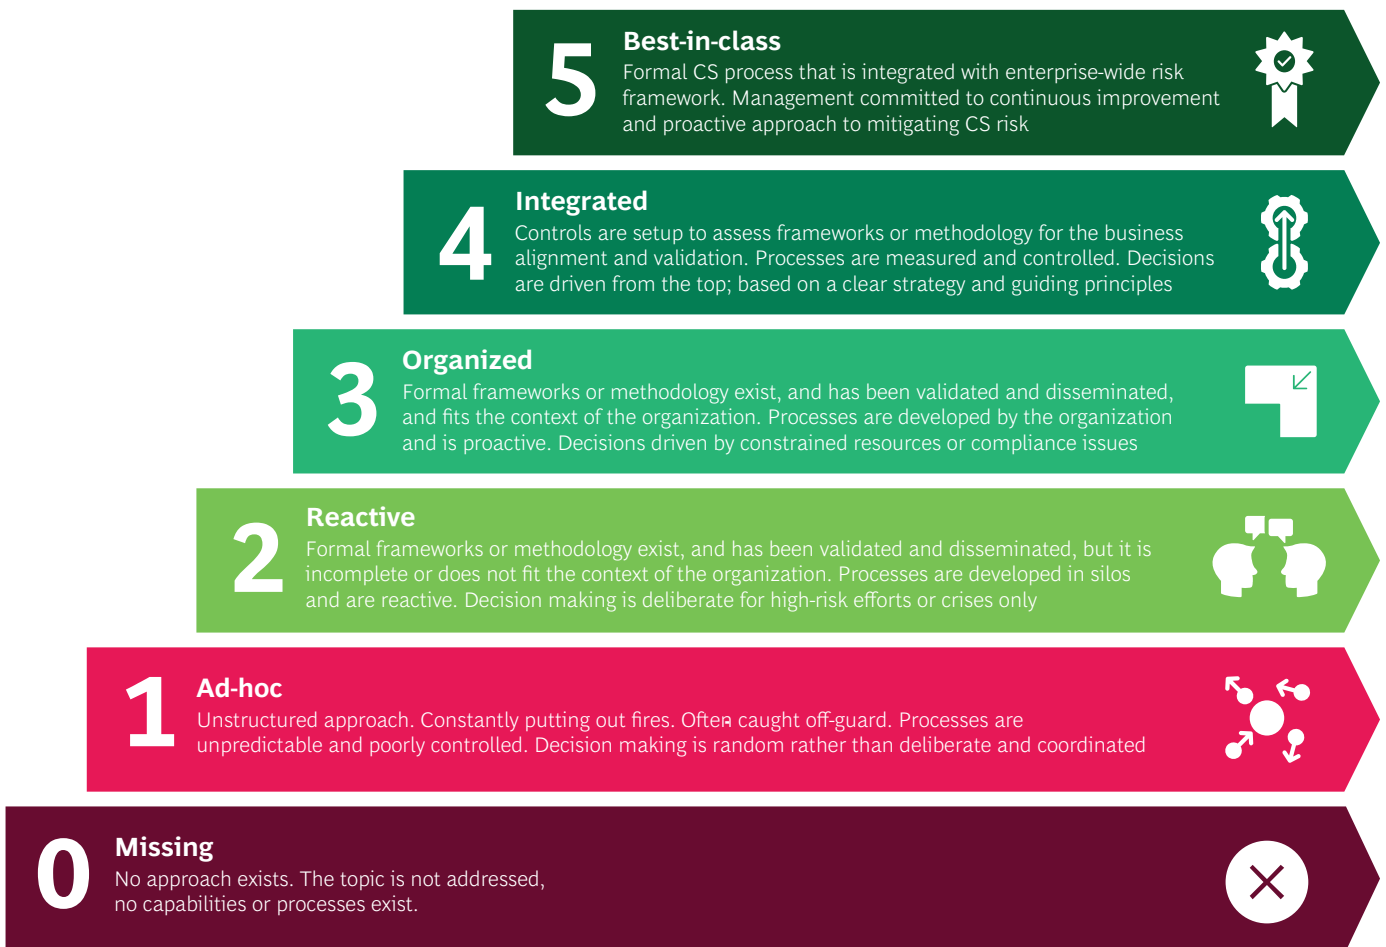 5
Best-in-class
Formal CS process that is integrated with enterprise-wide risk
framework. Management committed to continuous improvement
and proactive approach to mitigating CS risk
4
Integrated
Controls are setup to assess frameworks or methodology for the business
alignment and validation. Processes are measured and controlled. Decisions
are driven from the top; based on a clear strategy and guiding principles
3
Organized
Formal frameworks or methodology exist, and has been validated and disseminated,
and fits the context of the organization. Processes are developed by the organization
and is proactive. Decisions driven by constrained resources or compliance issues
2
Reactive
Formal frameworks or methodology exist, and has been validated and disseminated, but it is
incomplete or does not fit the context of the organization. Processes are developed in silos
and are reactive. Decision making is deliberate for high-risk efforts or crises only
1
Ad-hoc
Unstructured approach. Constantly putting out fires. Often caught off-guard. Processes are
unpredictable and poorly controlled. Decision making is random rather than deliberate and coordinated
0
Missing
No approach exists. The topic is not addressed,
no capabilities or processes exist.